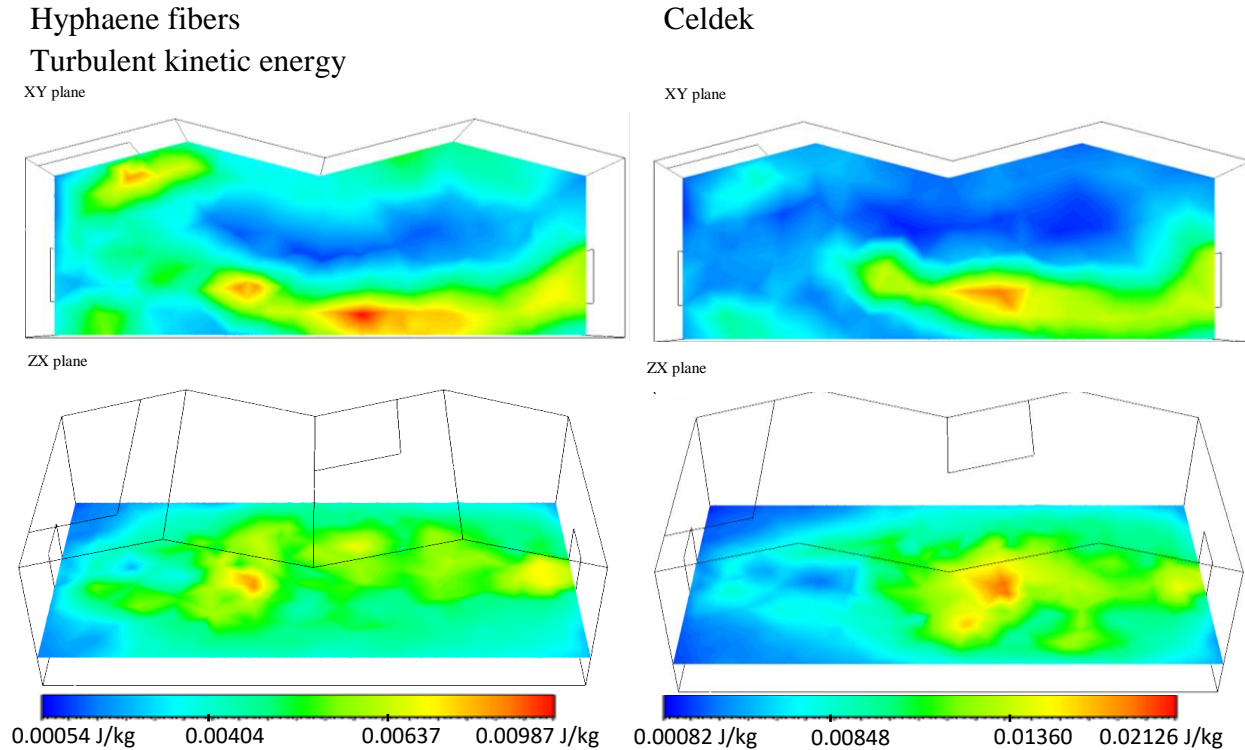 Hyphaene fibers
Celdek
Turbulent kinetic energy
XY plane
XY plane
ZX plane
ZX plane
0.00054 J/kg 0.00404 0.00637 0.00987 J/kg
0.00082 J/kg 0.00848 0.01360 0.02126 J/kg